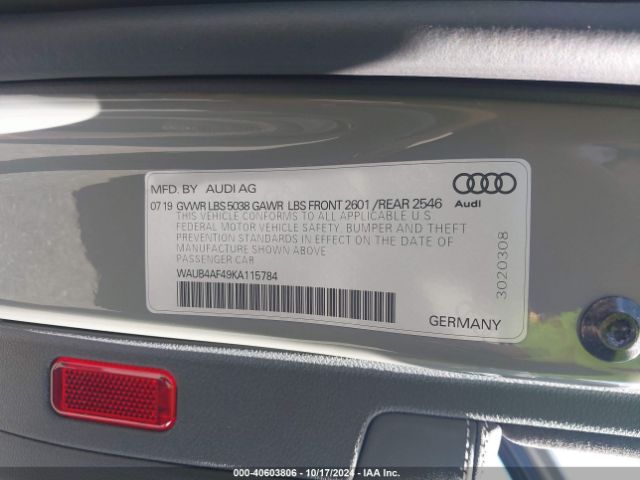 MFD. BY AUDI AG
07 19 GVWR LBS 5038 GAWR LBS FRONT 2601 / REAR 2546
THIS VEHICLE CONFORMS TO ALL APPLICABLE U S
FEDERAL MOTOR VEHICLE SAFETY, BUMPER AND THEFT
PREVENTION STANDARDS IN EFFECT ON THE DATE OF
MANUFACTURE SHOWN ABOVE
PASSENGER CAR
WAUB4AF49KA115784
Audi
3020308
GERMANY
© - 40603806 - 10/17/2024 - IAA Inc.